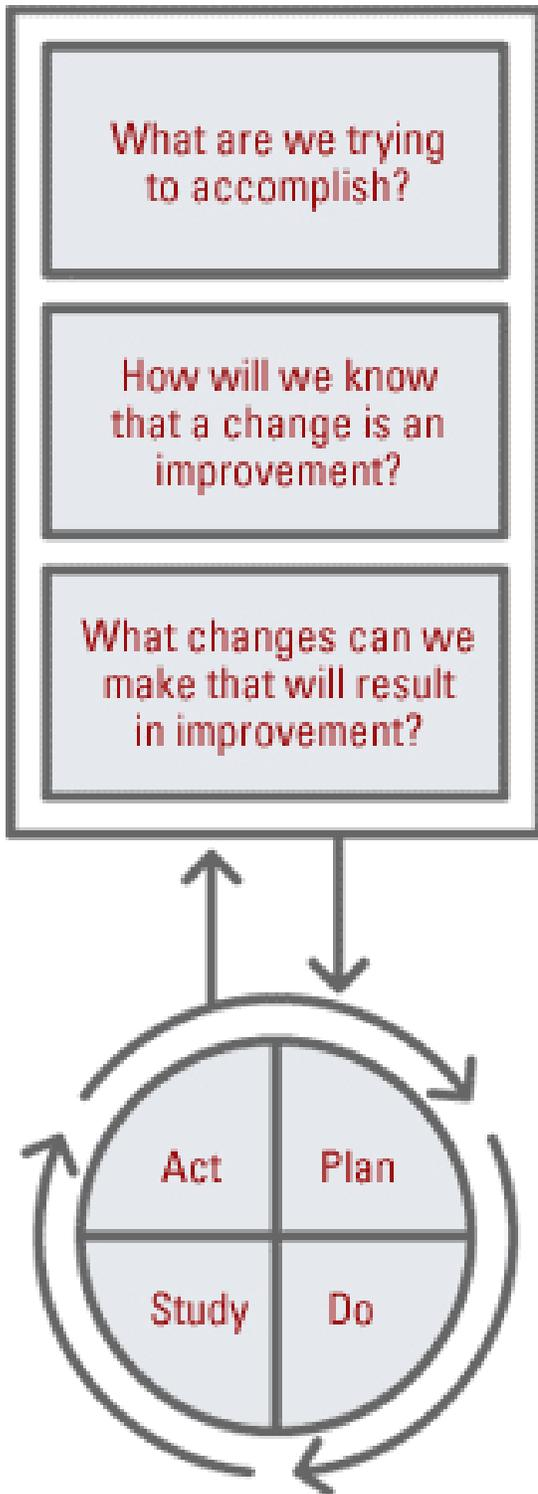 What are we trying
to accomplish?
How will we know
that a change is an
improvement?
What changes can we
make that will result
in improvement?
Act Plan
Study Do